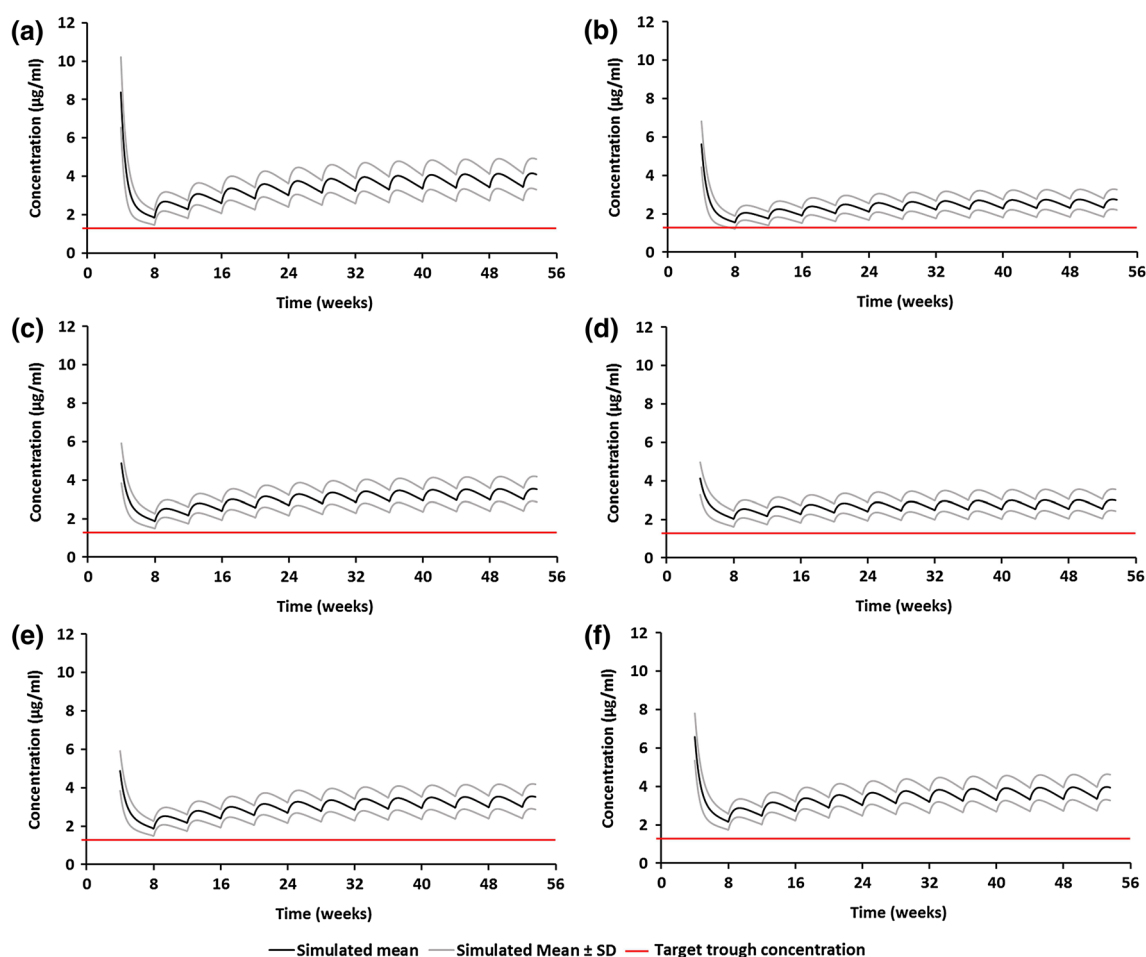 (a)
12
10
8
6
4
2
0
Concentration (µg/ml)
0 8 16 24 32 40 48 56
Time (weeks)
(b)
12
10
8
6
4
2
0
Concentration (µg/ml)
0 8 16 24 32 40 48 56
Time (weeks)
(c)
12
10
8
6
4
2
0
Concentration (µg/ml)
0 8 16 24 32 40 48 56
Time (weeks)
(d)
12
10
8
6
4
2
0
Concentration (µg/ml)
0 8 16 24 32 40 48 56
Time (weeks)
(e)
12
10
8
6
4
2
0
Concentration (µg/ml)
0 8 16 24 32 40 48 56
Time (weeks)
(f)
12
10
8
6
4
2
0
Concentration (µg/ml)
0 8 16 24 32 40 48 56
Time (weeks)
Simulated mean Simulated Mean ± SD Target trough concentration